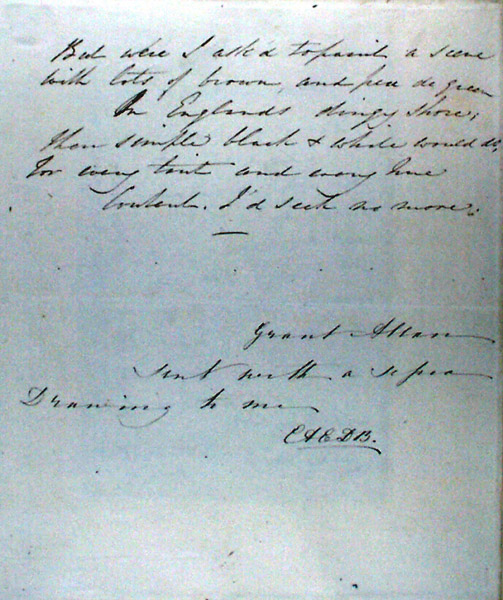 But were I ask'd to paint a scene
with lots of brown, and pea de green
On Englands dingy shore;
then simple black & white would do,
for every tint and every hue
Content. I'd seek no more.
Grant Allan
sent with a sepia
Drawing to me
CAEDB.